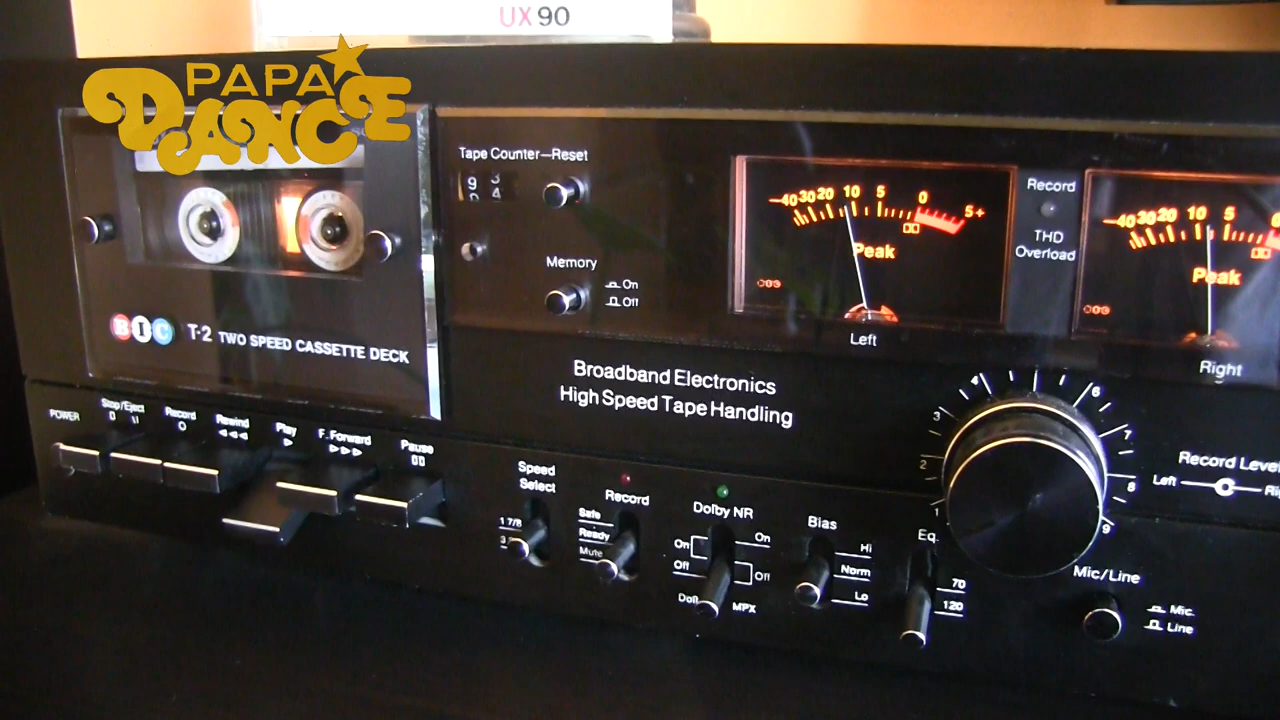 UX 90
PAPA
DANCE
Tape Counter—Reset
9 3
0 4
Memory
On
Off
-40 30 20 10 5 0 5+
Peak
Left
Record
THD
Overload
-40 30 20 10 5 0
Peak
Right
BIC T-2 TWO SPEED CASSETTE DECK
Broadband Electronics
High Speed Tape Handling
POWER
Stop/Eject
Record
Rewind
Play
F. Forward
Pause
Speed
Select
1 7/8
3
Record
Safe
Ready
Mute
Dolby NR
On On
Off Off
MPX
Bias
Hi
Norm
Lo
Eq.
70
120
1 2 3 6 7 8 9
Record Level
Left
Mic/Line
Mic.
Line